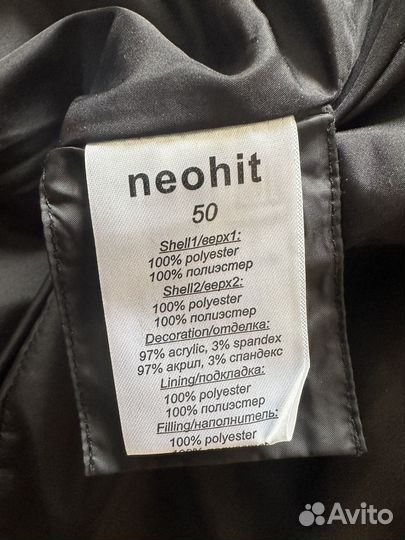 neohit
50
Shell1/верх1:
100% polyester
100% полиэстер
Shell2/верх2:
100% polyester
100% полиэстер
Decoration/отделка:
97% acrylic, 3% spandex
97% акрил, 3% спандекс
Lining/подкладка:
100% polyester
100% полиэстер
Filling/наполнитель:
100% polyester
Avito